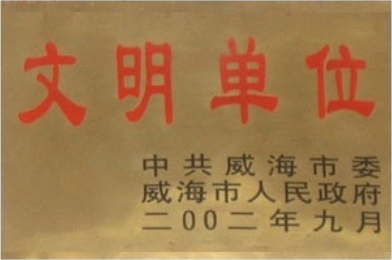 文明单位
中共威海市委
威海市人民政府
二00二年九月